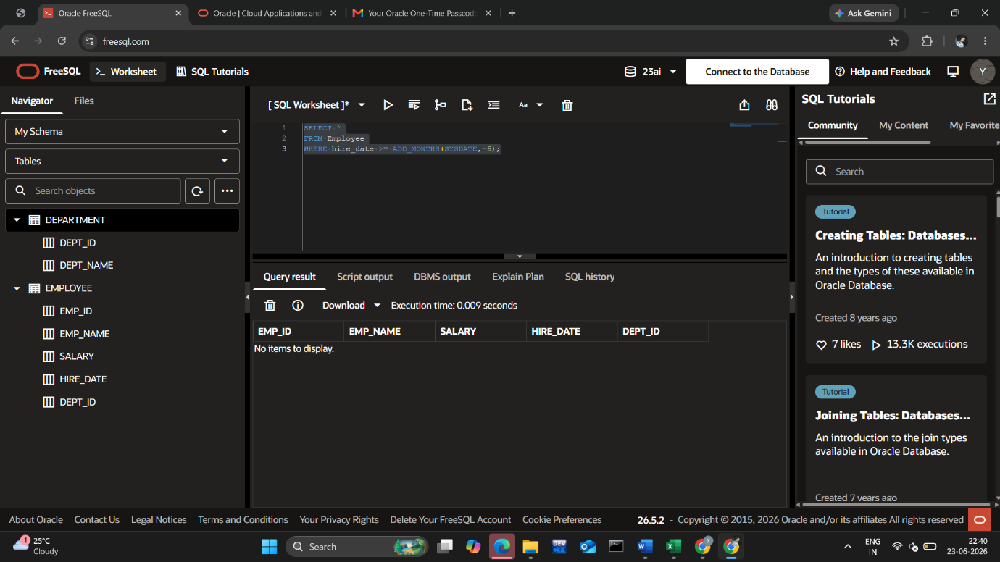 Oracle FreeSQL
Oracle | Cloud Applications and
Your Oracle One-Time Passcode
Ask Gemini
freesql.com
FreeSQL
Worksheet
SQL Tutorials
23ai
Connect to the Database
Help and Feedback
Y
Navigator
Files
My Schema
Tables
Search objects
DEPARTMENT
DEPT_ID
DEPT_NAME
EMPLOYEE
EMP_ID
EMP_NAME
SALARY
HIRE_DATE
DEPT_ID
[ SQL Worksheet ]*
Aa
1 SELECT *
2 FROM Employee
3 WHERE hire_date >= ADD_MONTHS(SYSDATE,-6);
Query result
Script output
DBMS output
Explain Plan
SQL history
Download
Execution time: 0.009 seconds
EMP_ID EMP_NAME SALARY HIRE_DATE DEPT_ID
No items to display.
SQL Tutorials
Community
My Content
My Favorite
Search
Tutorial
Creating Tables: Databases...
An introduction to creating tables
and the types of these available in
Oracle Database.
Created 8 years ago
7 likes
13.3K executions
Tutorial
Joining Tables: Databases...
An introduction to the join types
available in Oracle Database.
Created 7 years ago
About Oracle
Contact Us
Legal Notices
Terms and Conditions
Your Privacy Rights
Delete Your FreeSQL Account
Cookie Preferences
26.5.2 - Copyright © 2015, 2026 Oracle and/or its affiliates All rights reserved
1
25°C
Cloudy
Search
DEV
ENG
IN
22:40
23-06-2026